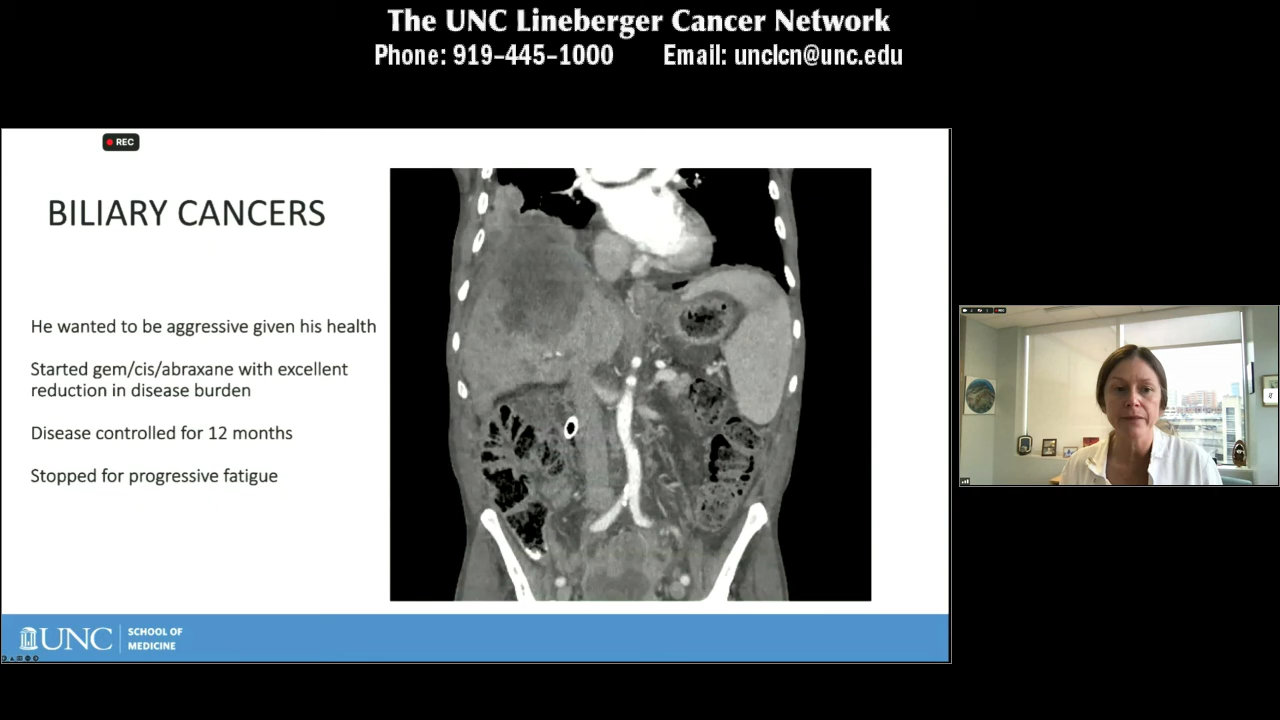 The UNC Lineberger Cancer Network
Phone: 919-445-1000 Email: unclcn@unc.edu
REC
BILIARY CANCERS
He wanted to be aggressive given his health
Started gem/cis/abraxane with excellent
reduction in disease burden
Disease controlled for 12 months
Stopped for progressive fatigue
UNC
SCHOOL OF
MEDICINE